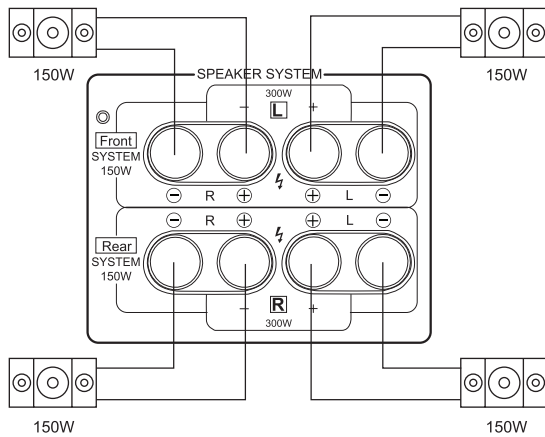 150W
150W
SPEAKER SYSTEM
300W
− L +
Front
SYSTEM
150W
⊖ R ⊕ ⊕ L ⊖
⊖ R ⊕ ⊕ L ⊖
Rear
SYSTEM
150W
− R +
300W
150W
150W